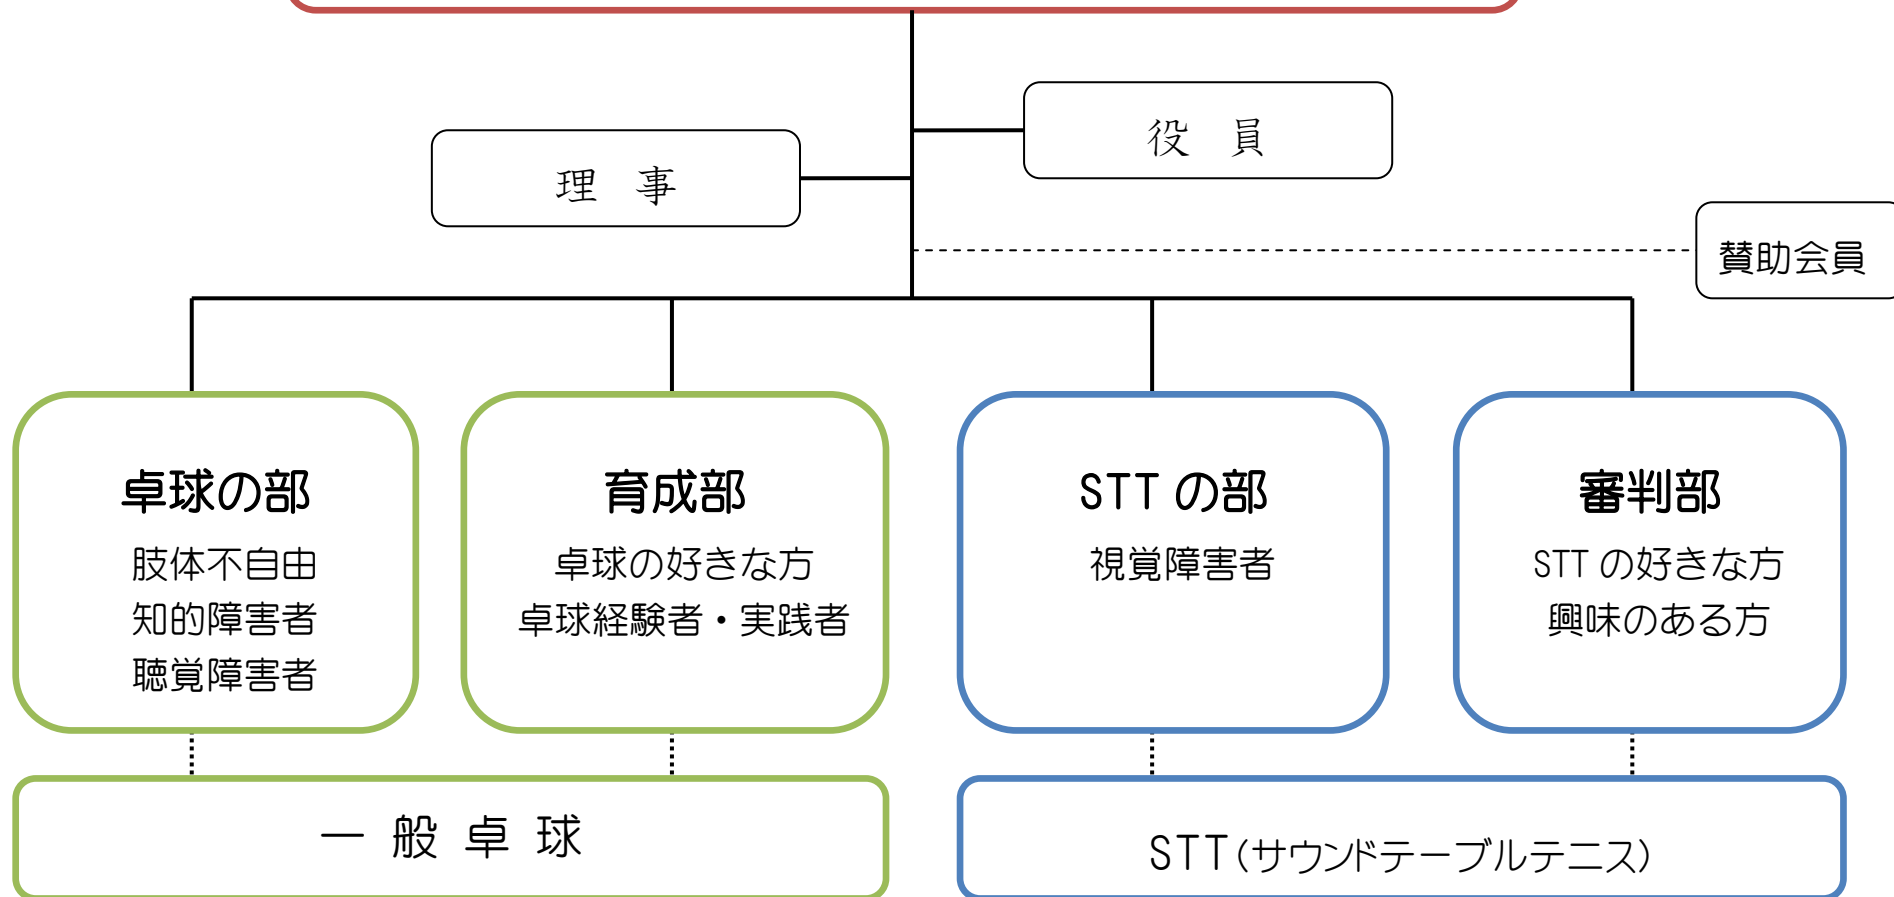 役 員
理 事
賛助会員
卓球の部
肢体不自由
知的障害者
聴覚障害者
育成部
卓球の好きな方
卓球経験者・実践者
STT の部
視覚障害者
審判部
STT の好きな方
興味のある方
一 般 卓 球
STT(サウンドテーブルテニス)